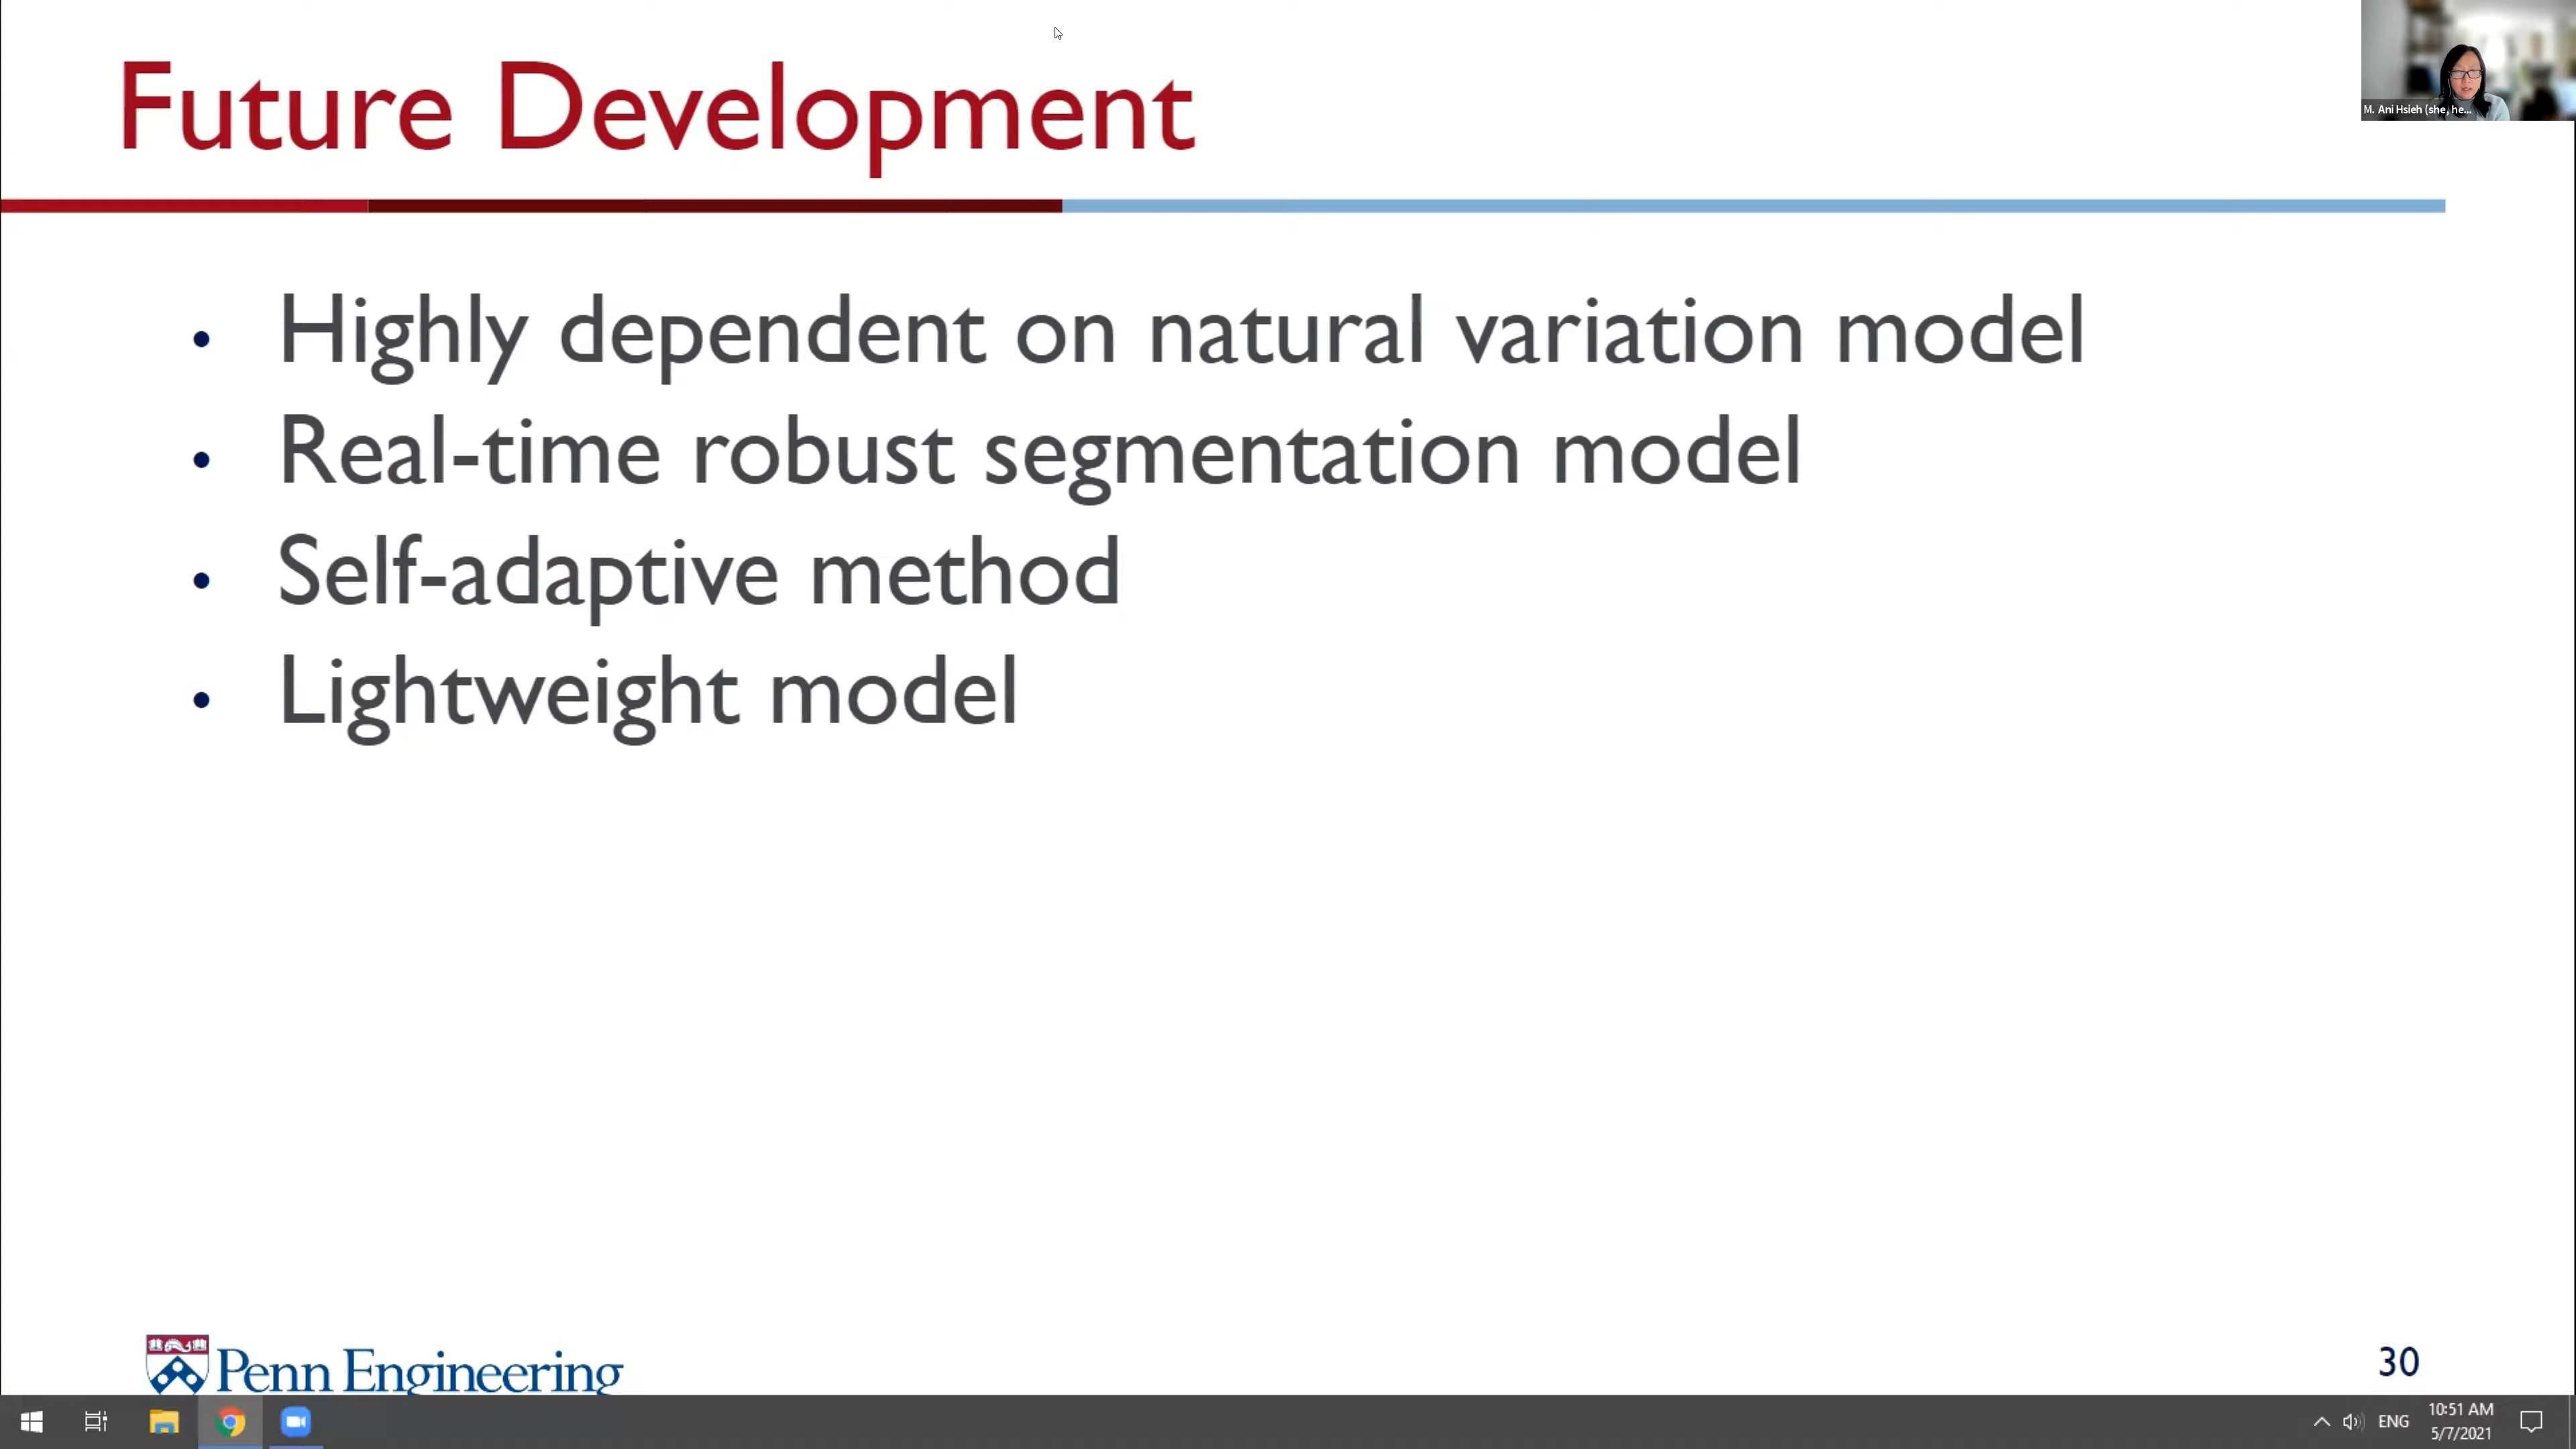 Future Development
M. Ani Hsieh (she, he...
• Highly dependent on natural variation model
• Real-time robust segmentation model
• Self-adaptive method
• Lightweight model
Penn Engineering
30
ENG
10:51 AM
5/7/2021